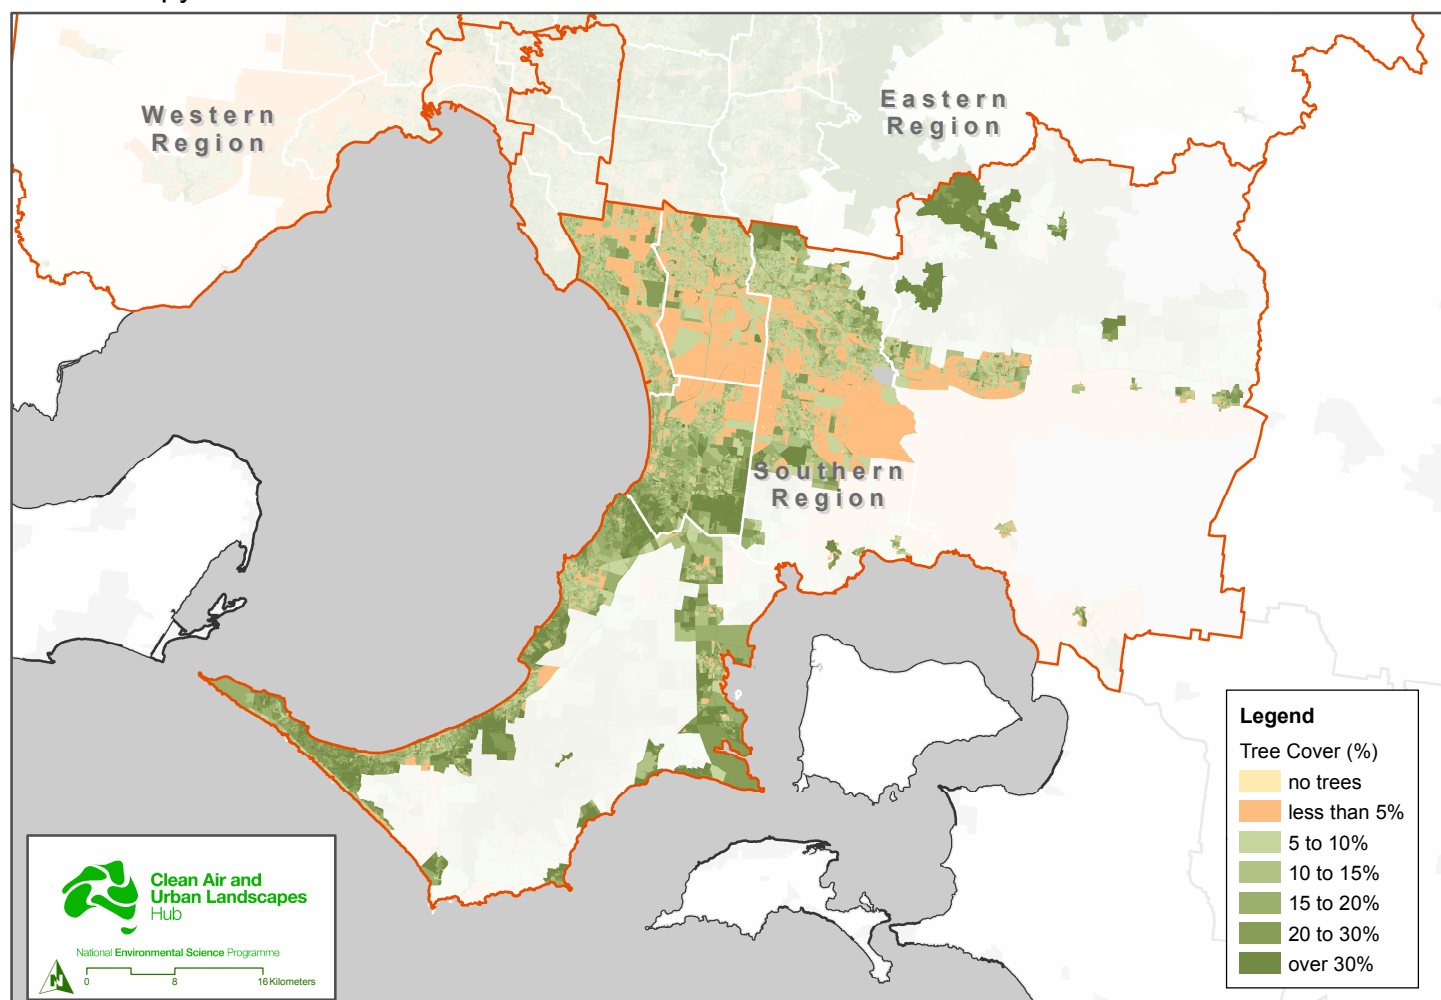 py
Western
Region
Eastern
Region
Southern
Region
Legend
Tree Cover (%)
no trees
less than 5%
5 to 10%
10 to 15%
15 to 20%
20 to 30%
over 30%
Clean Air and
Urban Landscapes
Hub
National Environmental Science Programme
N
0 8 16 Kilometers